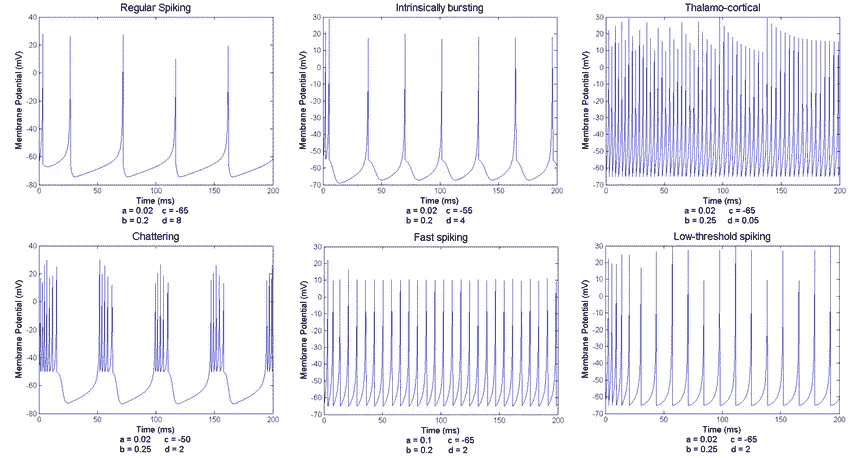 Regular Spiking
Intrinsically bursting
Thalamo-cortical
Membrane Potential (mV)
40
20
0
-20
-40
-60
-80
0
50
100
150
200
Time (ms)
a = 0.02 c = -65
b = 0.2 d = 8
Membrane Potential (mV)
30
20
10
0
-10
-20
-30
-40
-50
-60
-70
0
50
100
150
200
Time (ms)
a = 0.02 c = -55
b = 0.2 d = 4
Membrane Potential (mV)
30
20
10
0
-10
-20
-30
-40
-50
-60
-70
0
50
100
150
200
Time (ms)
a = 0.02 c = -65
b = 0.25 d = 0.05
Chattering
Fast spiking
Low-threshold spiking
Membrane Potential (mV)
40
20
0
-20
-40
-60
-80
0
50
100
150
200
Time (ms)
a = 0.02 c = -50
b = 0.25 d = 2
Membrane Potential (mV)
30
20
10
0
-10
-20
-30
-40
-50
-60
-70
0
50
100
150
200
Time (ms)
a = 0.1 c = -65
b = 0.2 d = 2
Membrane Potential (mV)
30
20
10
0
-10
-20
-30
-40
-50
-60
-70
0
50
100
150
200
Time (ms)
a = 0.02 c = -65
b = 0.25 d = 2